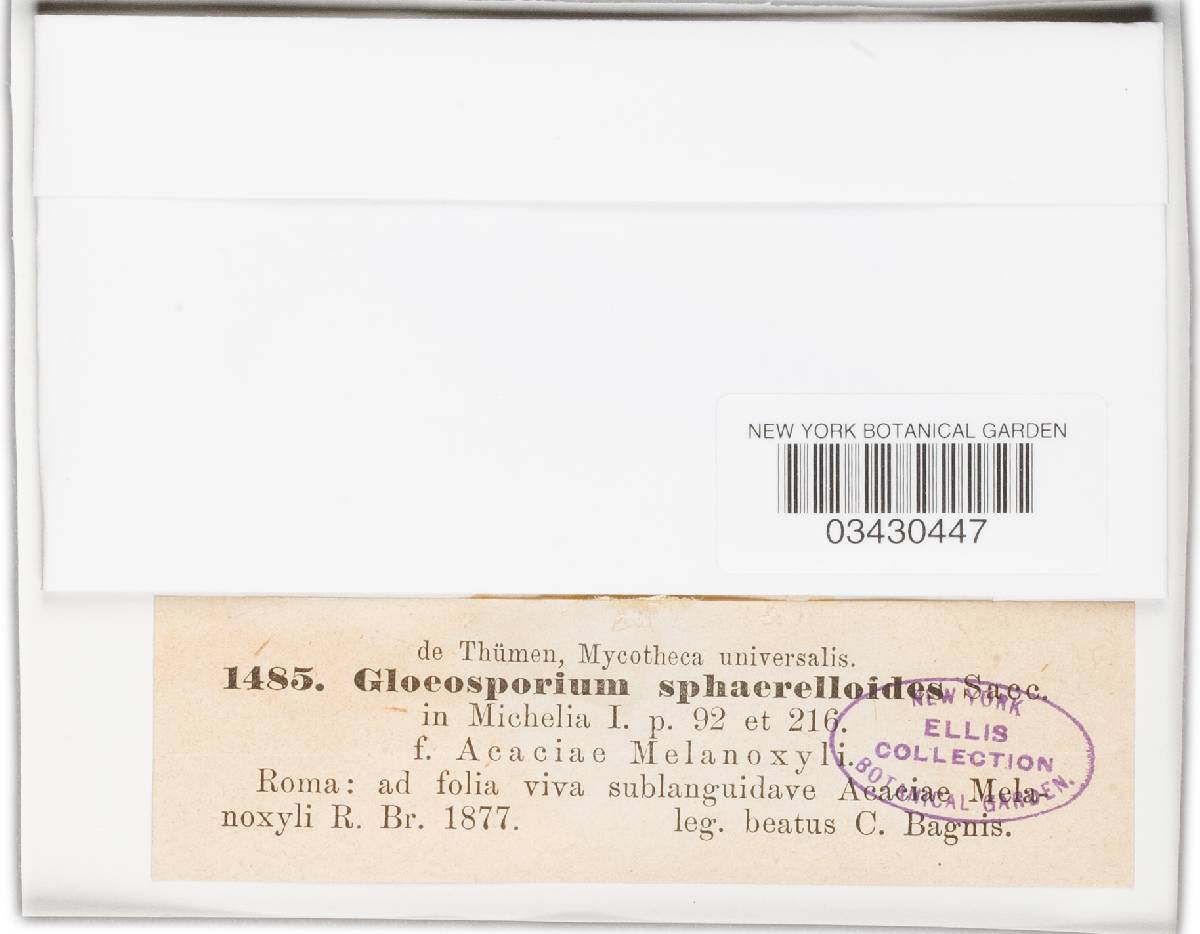 NEW YORK BOTANICAL GARDEN
03430447
de Thümen, Mycotheca universalis.
1485. Gloeosporium sphaerelloides Sacc.
in Michelia I. p. 92 et 216.
f. Acaciae Melanoxyli.
Roma: ad folia viva sublanguidave Acaciae Mela-
noxyli R. Br. 1877. leg. beatus C. Bagnis.
NEW YORK
ELLIS
COLLECTION
BOTANICAL GARDEN.